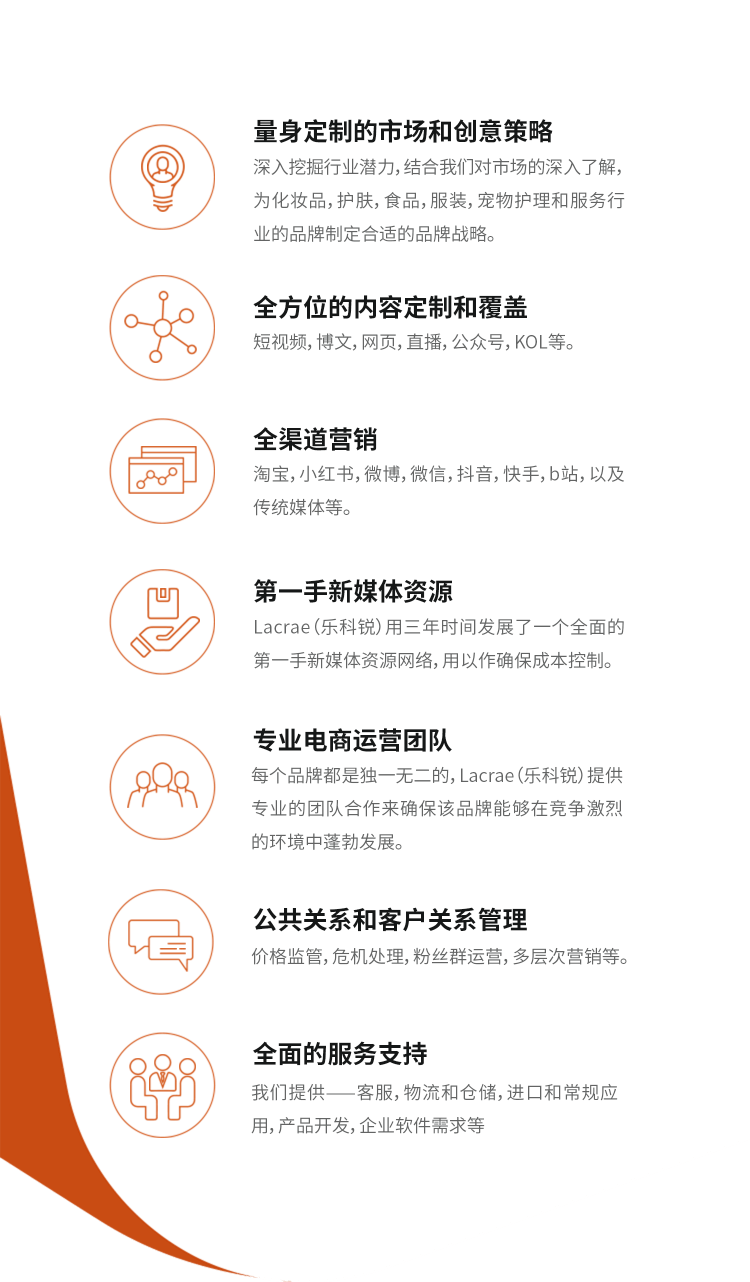 量身定制的市场和创意策略
深入挖掘行业潜力,结合我们对市场的深入了解,
为化妆品,护肤,食品,服装,宠物护理和服务行
业的品牌制定合适的品牌战略。
全方位的内容定制和覆盖
短视频,博文,网页,直播,公众号,KOL等。
全渠道营销
淘宝,小红书,微博,微信,抖音,快手,b站,以及
传统媒体等。
第一手新媒体资源
Lacrae(乐科锐)用三年时间发展了一个全面的
第一手新媒体资源网络,用以作确保成本控制。
专业电商运营团队
每个品牌都是独一无二的,Lacrae(乐科锐)提供
专业的团队合作来确保该品牌能够在竞争激烈
的环境中蓬勃发展。
公共关系和客户关系管理
价格监管,危机处理,粉丝群运营,多层次营销等。
全面的服务支持
我们提供——客服,物流和仓储,进口和常规应
用,产品开发,企业软件需求等